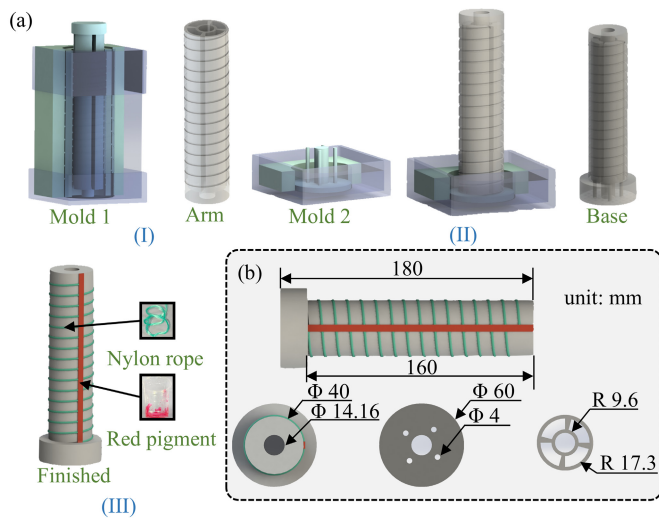 (a)
Mold 1
Arm
Mold 2
Base
(I)
(II)
Nylon rope
Red pigment
Finished
(III)
(b)
180
unit: mm
160
Φ 40
Φ 14.16
Φ 60
Φ 4
R 9.6
R 17.3